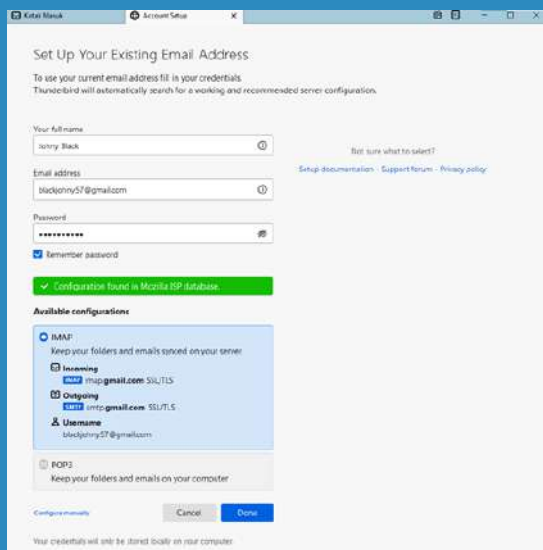 Kotak Masuk
Account Setup
Set Up Your Existing Email Address
To use your current email address fill in your credentials.
Thunderbird will automatically search for a working and recommended server configuration.
Your full name
Jonny Black
Not sure what to select?
Setup documentation - Support forum - Privacy policy
Email address
blackjohny57@gmail.com
Password
Remember password
Configuration found in Mozilla ISP database.
Available configurations
IMAP
Keep your folders and emails synced on your server
Incoming
IMAP imap.gmail.com SSL/TLS
Outgoing
SMTP smtp.gmail.com SSL/TLS
Username
blackjohny57@gmail.com
POP3
Keep your folders and emails on your computer
Configure manually
Cancel
Done
Your credentials will only be stored locally on your computer.